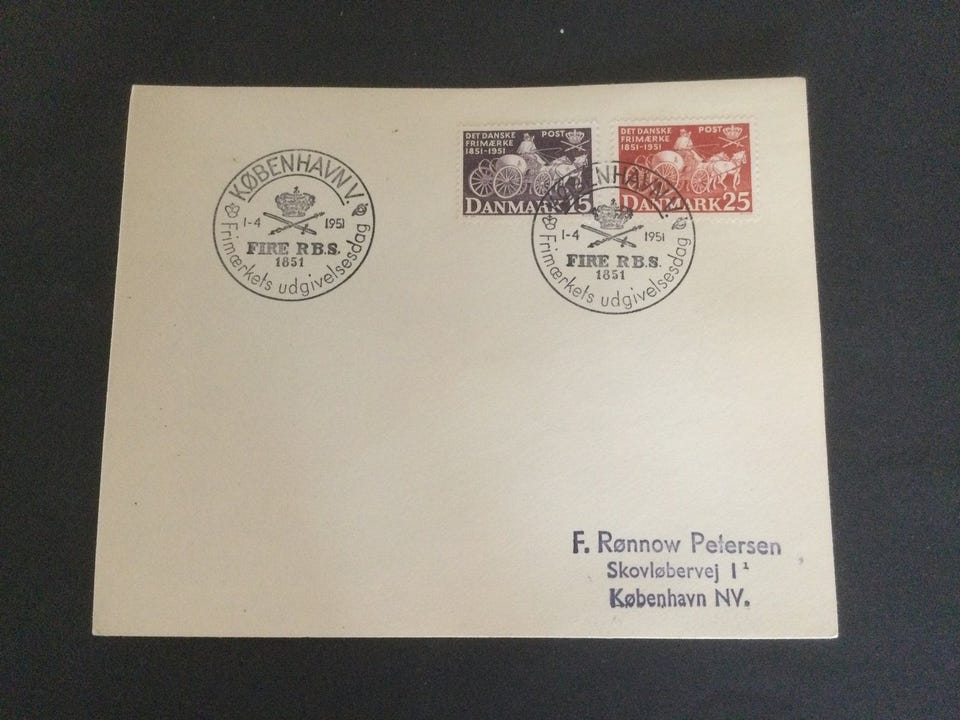 KØBENHAVN V.
1-4 1951
FIRE R.B.S.
1851
Frimærkets udgivelsesdag
DET DANSKE POST
FRIMÆRKE
1851-1951
DANMARK 15
DET DANSKE POST
FRIMÆRKE
1851-1951
DANMARK 25
KØBENHAVN V.
1-4 1951
FIRE R.B.S.
1851
Frimærkets udgivelsesdag
F. Rønnow Petersen
Skovløbervej 1¹
København NV.